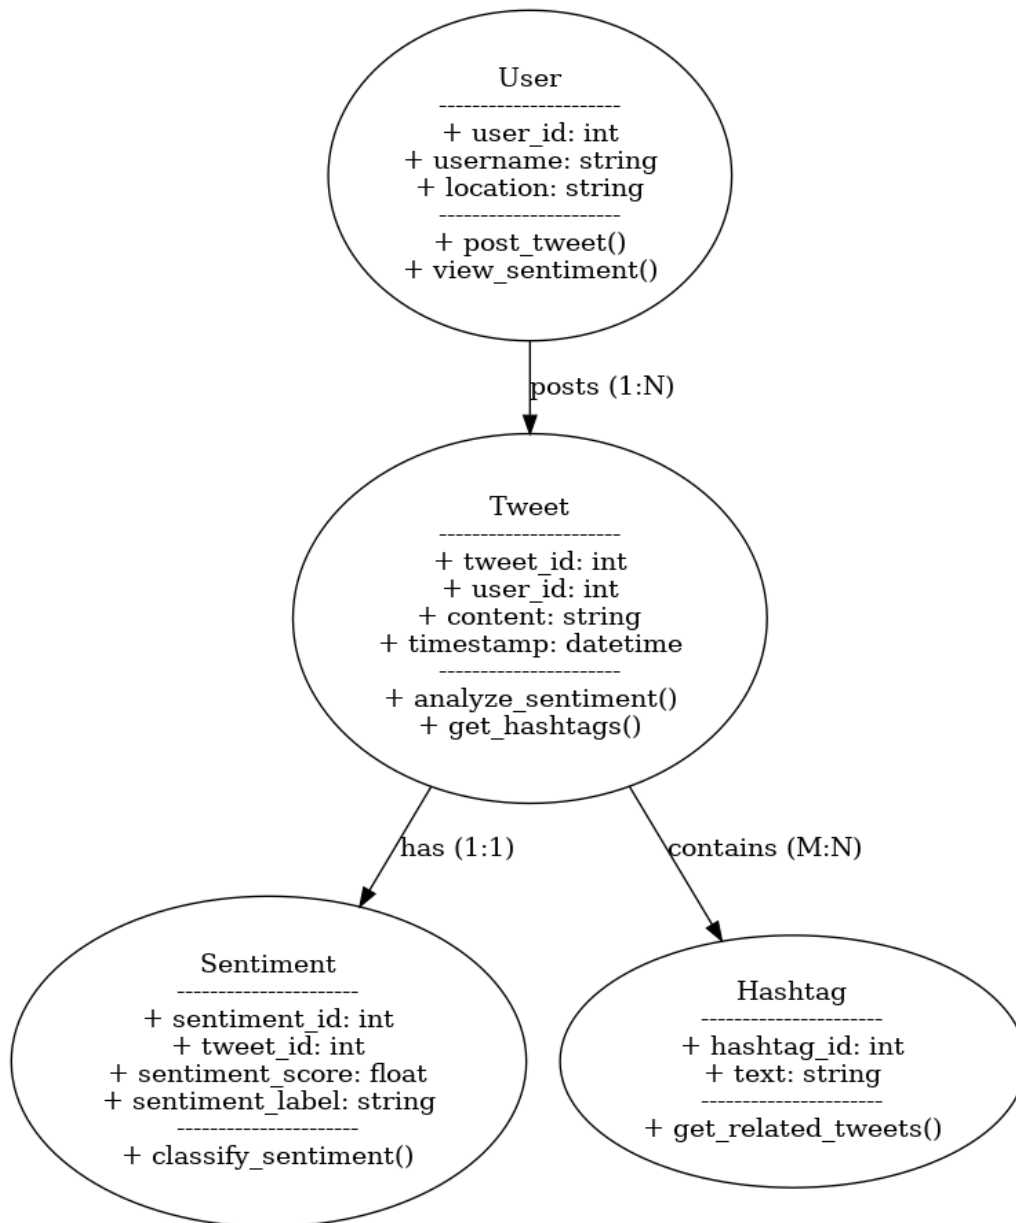 User
----------------------
+ user_id: int
+ username: string
+ location: string
----------------------
+ post_tweet()
+ view_sentiment()
posts (1:N)
Tweet
----------------------
+ tweet_id: int
+ user_id: int
+ content: string
+ timestamp: datetime
----------------------
+ analyze_sentiment()
+ get_hashtags()
has (1:1)
contains (M:N)
Sentiment
----------------------
+ sentiment_id: int
+ tweet_id: int
+ sentiment_score: float
+ sentiment_label: string
----------------------
+ classify_sentiment()
Hashtag
----------------------
+ hashtag_id: int
+ text: string
----------------------
+ get_related_tweets()